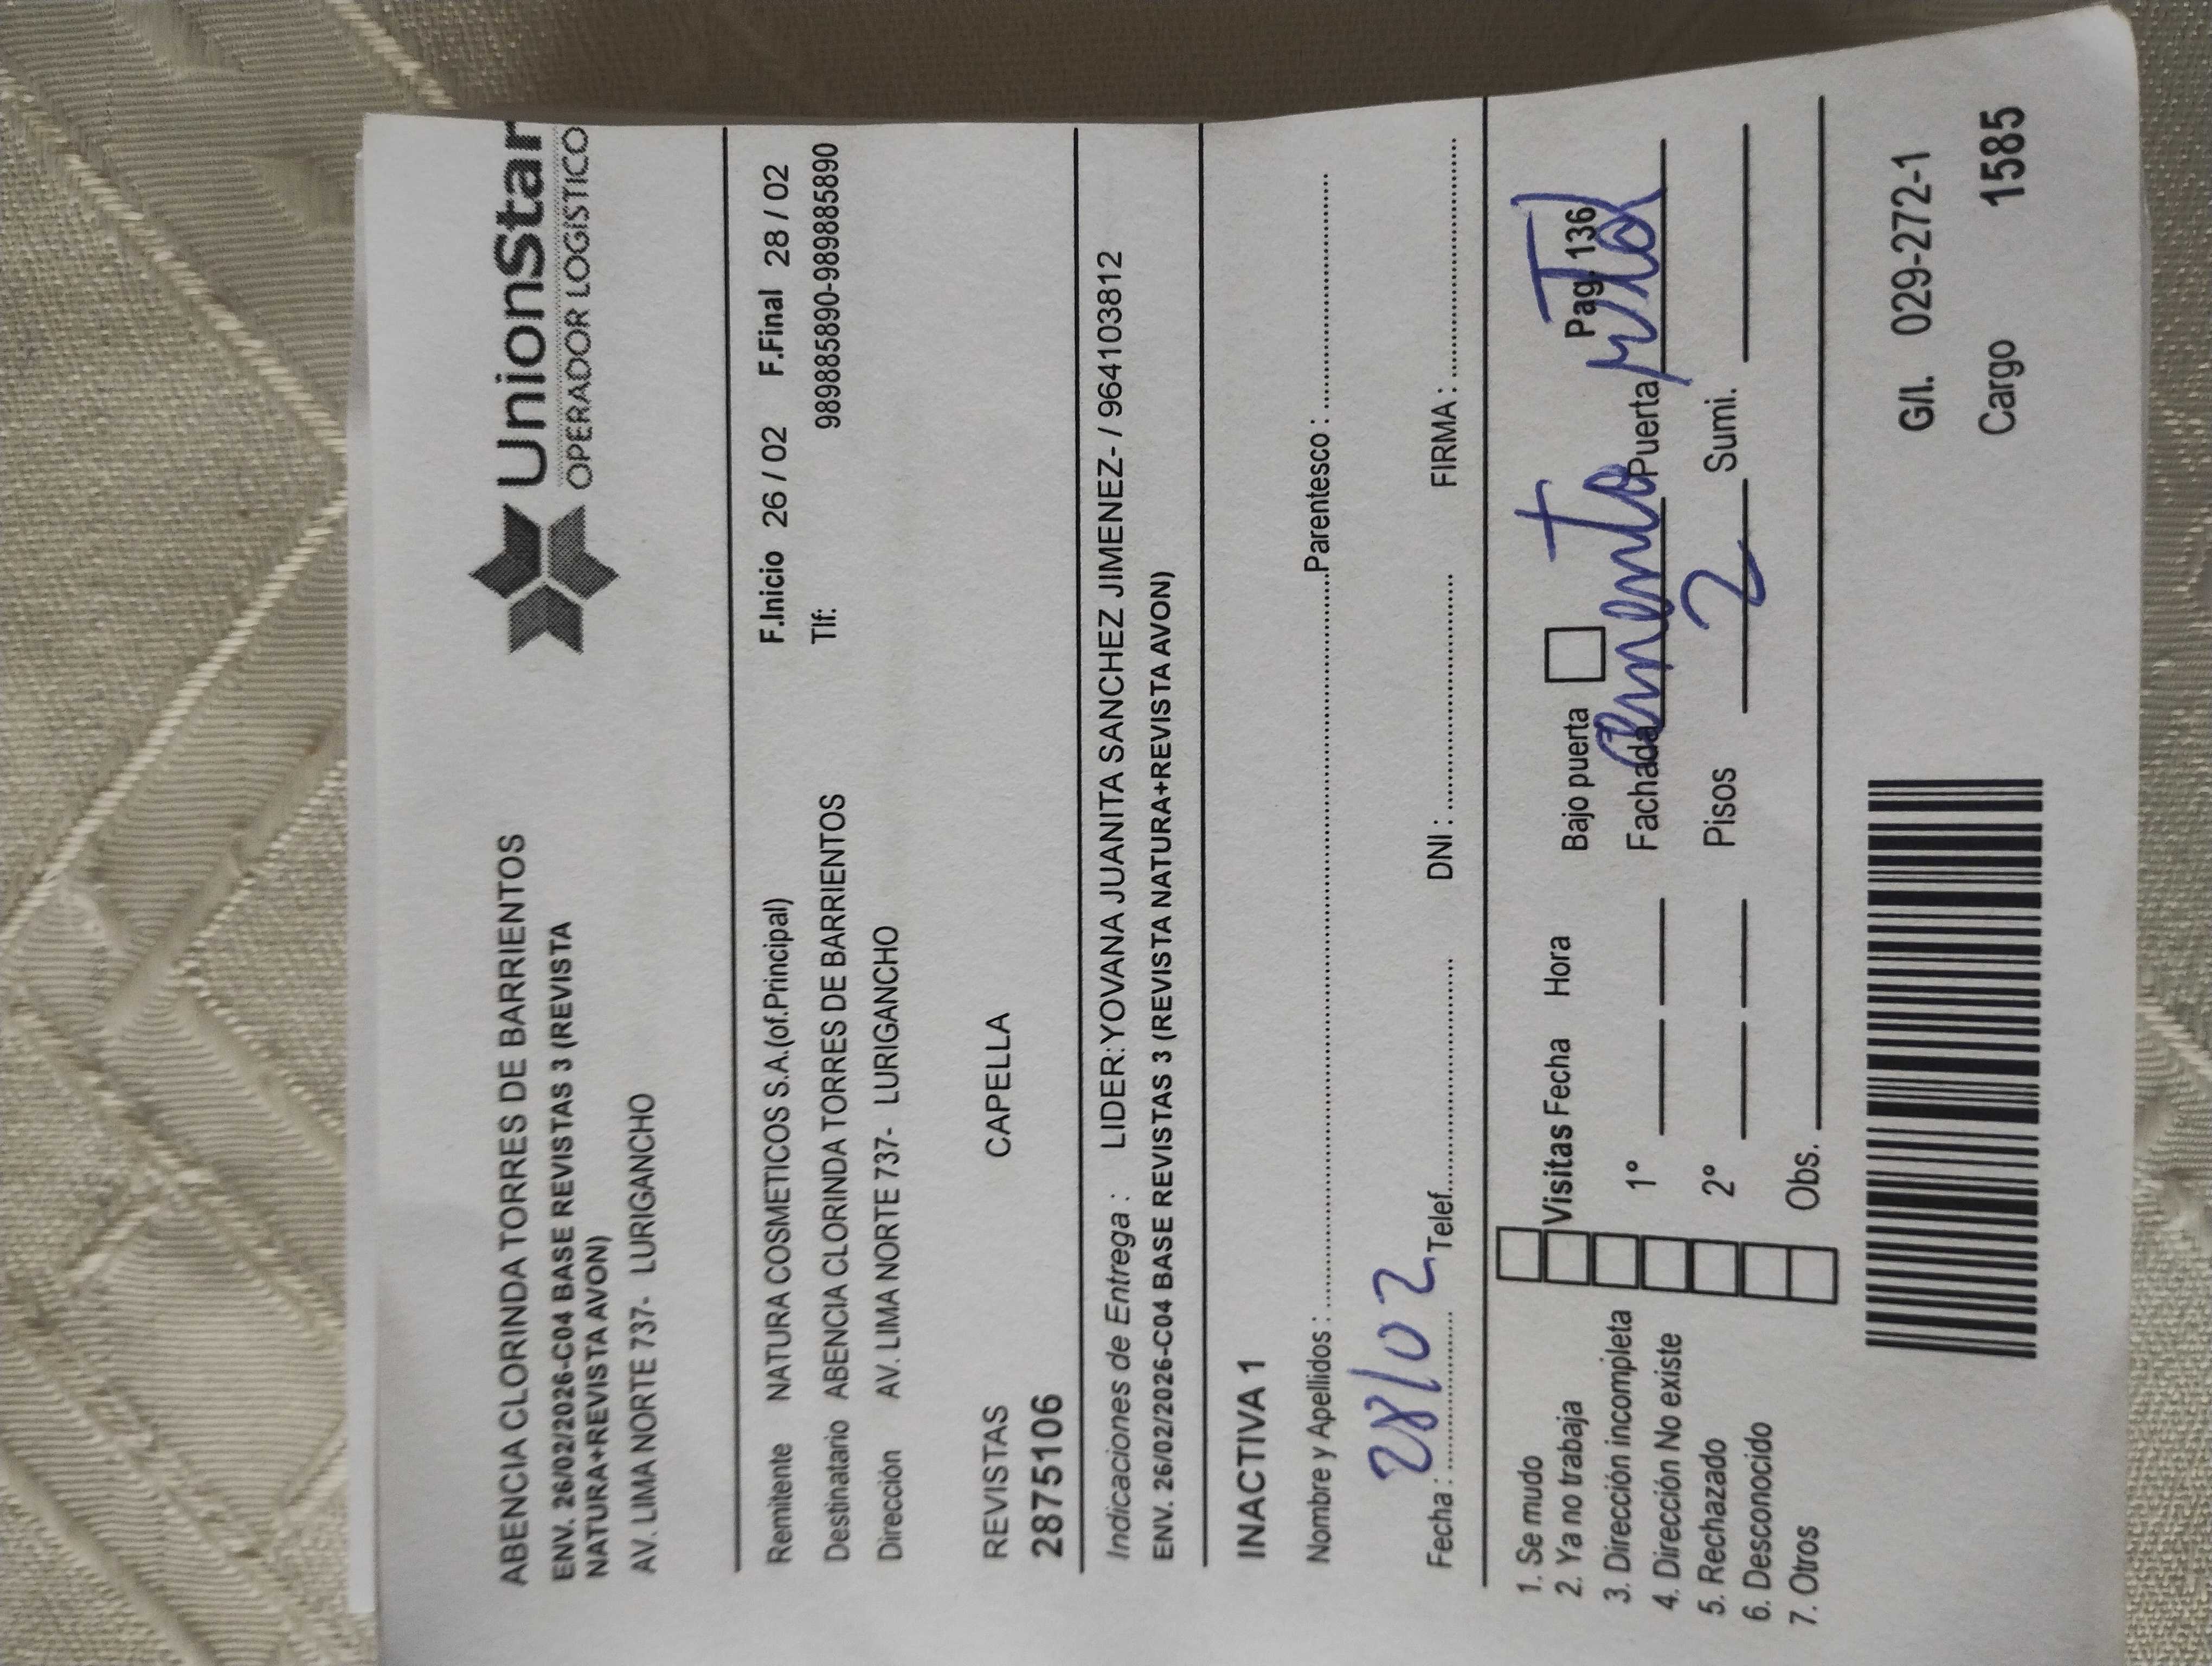 UnionStar
OPERADOR LOGISTICO
ABENCIA CLORINDA TORRES DE BARRIENTOS
ENV. 26/02/2026-C04 BASE REVISTAS 3 (REVISTA
NATURA+REVISTA AVON)
AV. LIMA NORTE 737- LURIGANCHO
Remitente NATURA COSMETICOS S.A.(of.Principal) F.Inicio 26 / 02 F.Final 28 / 02
Destinatario ABENCIA CLORINDA TORRES DE BARRIENTOS Tlf: 989885890-989885890
Dirección AV. LIMA NORTE 737- LURIGANCHO
REVISTAS CAPELLA
2875106
Indicaciones de Entrega : LIDER:YOVANA JUANITA SANCHEZ JIMENEZ- / 964103812
ENV. 26/02/2026-C04 BASE REVISTAS 3 (REVISTA NATURA+REVISTA AVON)
INACTIVA 1
Nombre y Apellidos : Parentesco :
Fecha : 28/02 Telef. DNI : FIRMA :
1. Se mudo
2. Ya no trabaja
3. Dirección incompleta
4. Dirección No existe
5. Rechazado
6. Desconocido
7. Otros
Visitas Fecha Hora Bajo puerta Pag. 136
1° Fachada Cemento Puerta metal
2° Pisos 2 Sumi.
Obs.
G/l. 029-272-1
Cargo 1585